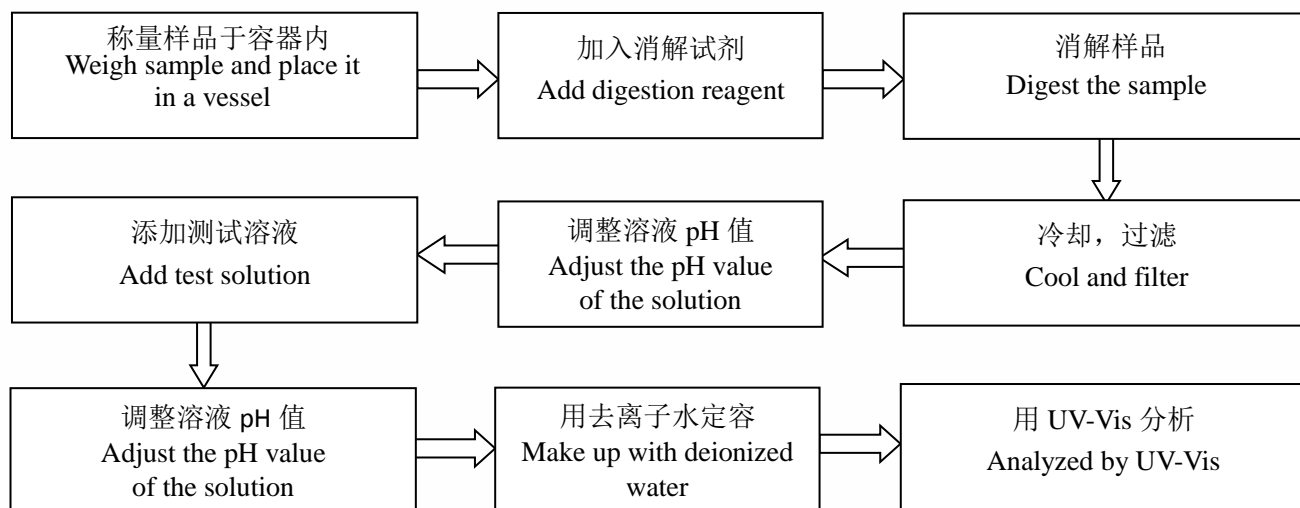 称量样品于容器内
Weigh sample and place it
in a vessel
加入消解试剂
Add digestion reagent
消解样品
Digest the sample
冷却，过滤
Cool and filter
调整溶液 pH 值
Adjust the pH value
of the solution
添加测试溶液
Add test solution
调整溶液 pH 值
Adjust the pH value
of the solution
用去离子水定容
Make up with deionized
water
用 UV-Vis 分析
Analyzed by UV-Vis